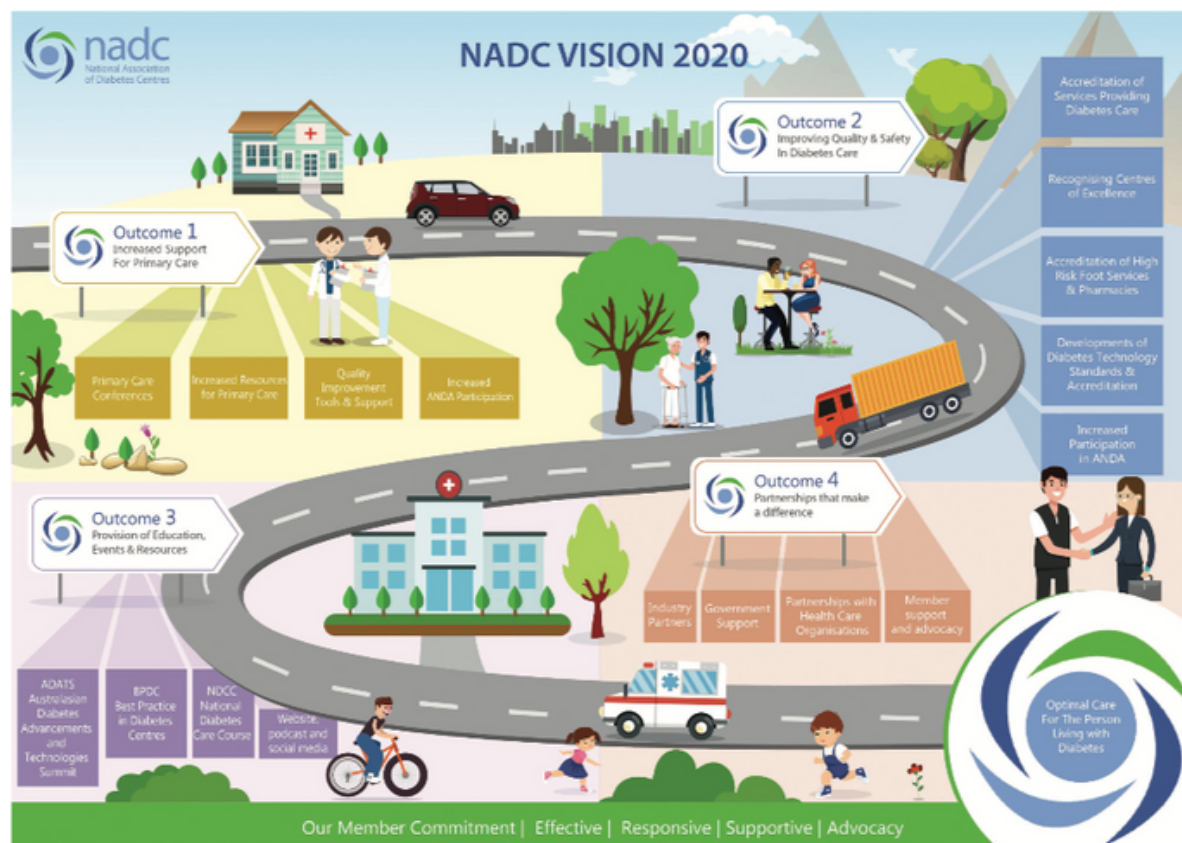 nadc
National Association
of Diabetes Centres
NADC VISION 2020
Outcome 1
Increased Support
For Primary Care
Primary Care
Conferences
Increased Resources
for Primary Care
Quality
Improvement
Tools & Support
Increased
ANDA Participation
Outcome 2
Improving Quality & Safety
In Diabetes Care
Accreditation of
Services Providing
Diabetes Care
Recognising Centres
of Excellence
Accreditation of High
Risk Foot Services
& Pharmacies
Developments of
Diabetes Technology
Standards &
Accreditation
Increased
Participation
in ANDA
Outcome 3
Provision of Education,
Events & Resources
ADATS
Australasian
Diabetes
Advancements
and
Technologies
Summit
BPDC
Best Practice
in Diabetes
Centres
NDCC
National
Diabetes
Care Course
Website,
podcast and
social media
Outcome 4
Partnerships that make
a difference
Industry
Partners
Government
Support
Partnerships with
Health Care
Organisations
Member
support
and advocacy
Optimal Care
For The Person
Living with
Diabetes
Our Member Commitment | Effective | Responsive | Supportive | Advocacy